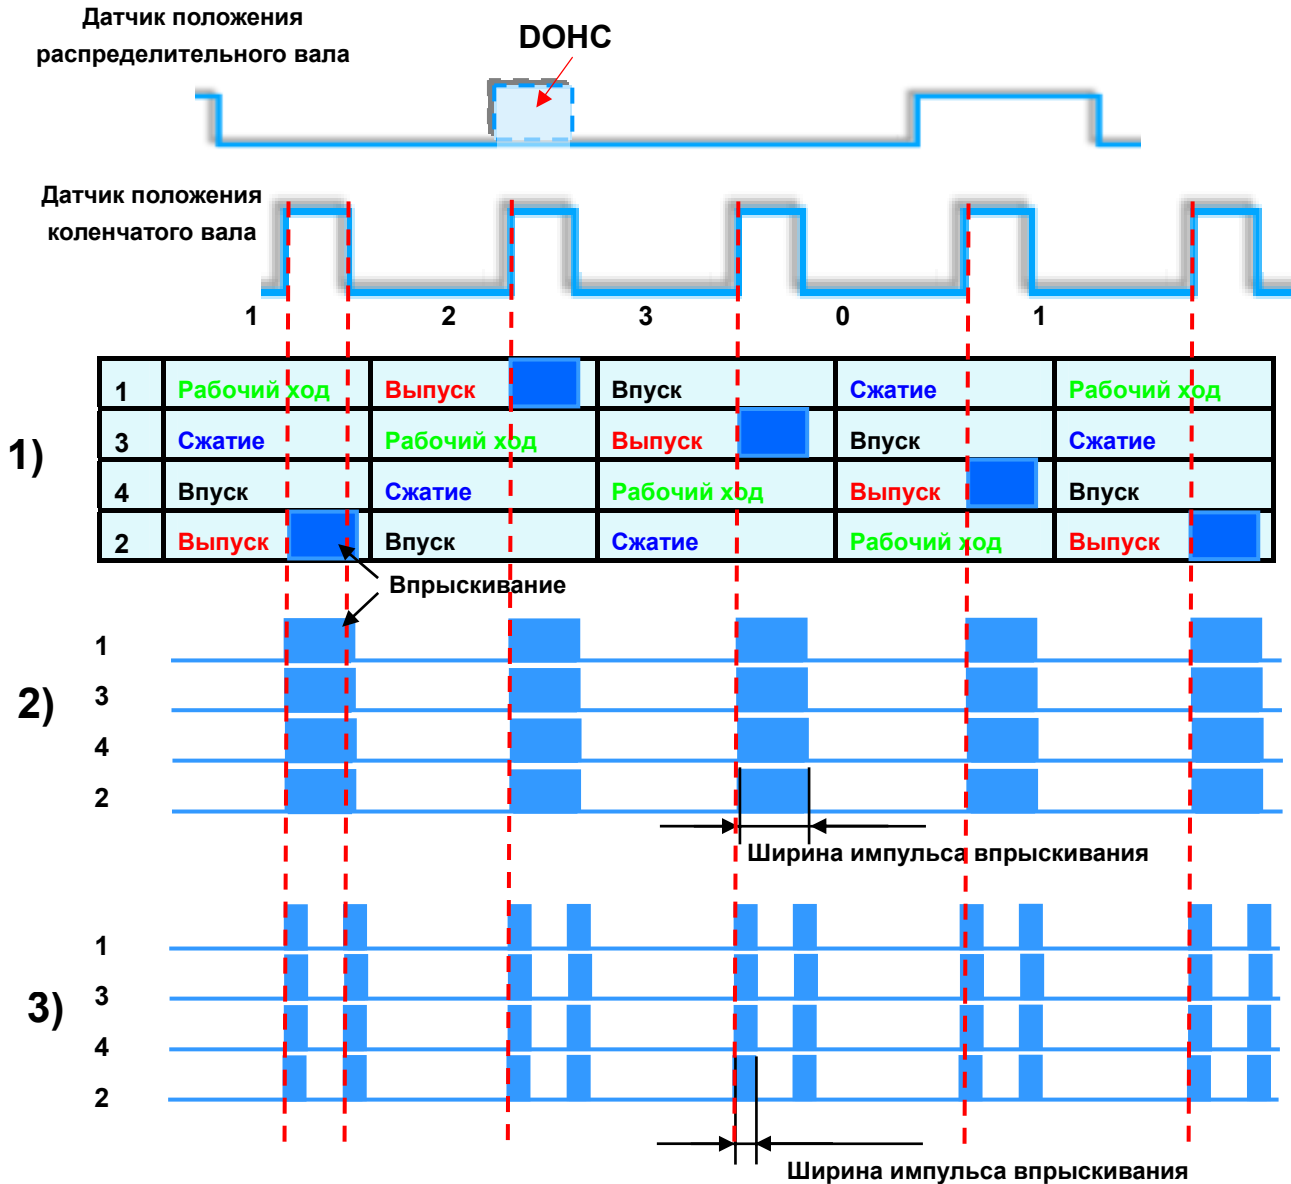 Датчик положения
распределительного вала
DOHC
Датчик положения
коленчатого вала
1 2 3 0 1
1)
1 Рабочий ход Выпуск Впуск Сжатие Рабочий ход
3 Сжатие Рабочий ход Выпуск Впуск Сжатие
4 Впуск Сжатие Рабочий ход Выпуск Впуск
2 Выпуск Впуск Сжатие Рабочий ход Выпуск
Впрыскивание
2)
1
3
4
2
Ширина импульса впрыскивания
3)
1
3
4
2
Ширина импульса впрыскивания